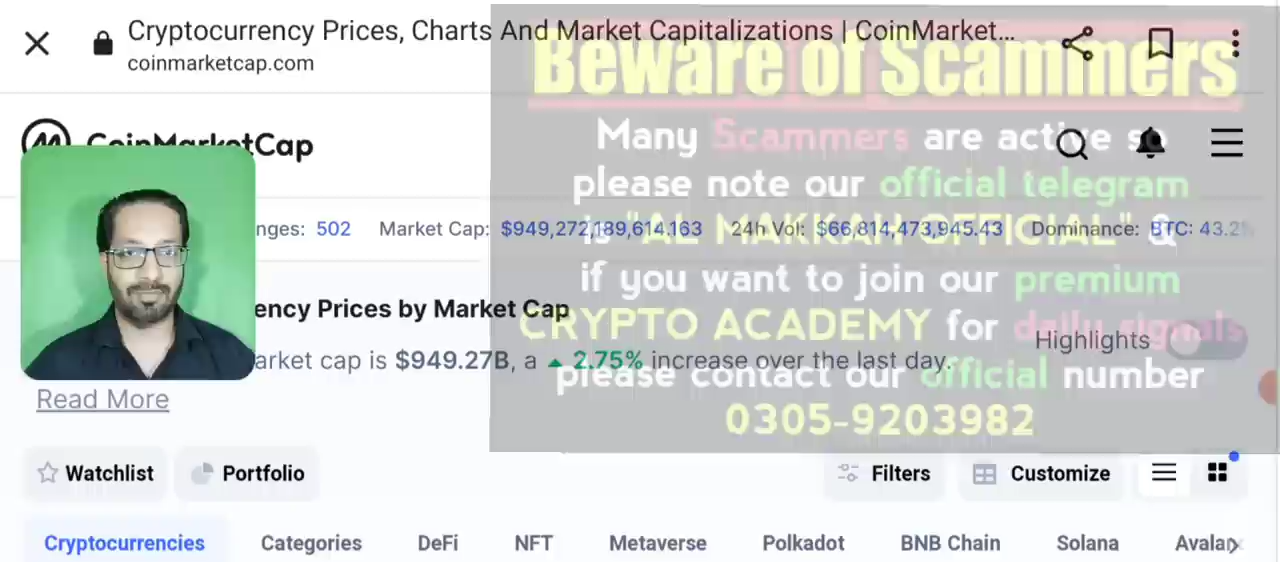 Cryptocurrency Prices, Charts And Market Capitalizations | CoinMarket...
coinmarketcap.com
Beware of Scammers
CoinMarketCap
Many Scammers are active so
please note our official telegram
is "AL MAKKAH OFFICIAL" &
nges: 502 Market Cap: $949,272,189,614.163 24h Vol: $66,814,473,945.43 Dominance: BTC: 43.2
if you want to join our premium
ency Prices by Market Cap
CRYPTO ACADEMY for daily signals
Highlights
arket cap is $949.27B, a 2.75% increase over the last day.
please contact our official number
Read More
0305-9203982
Watchlist Portfolio Filters Customize
Cryptocurrencies Categories DeFi NFT Metaverse Polkadot BNB Chain Solana Avalan